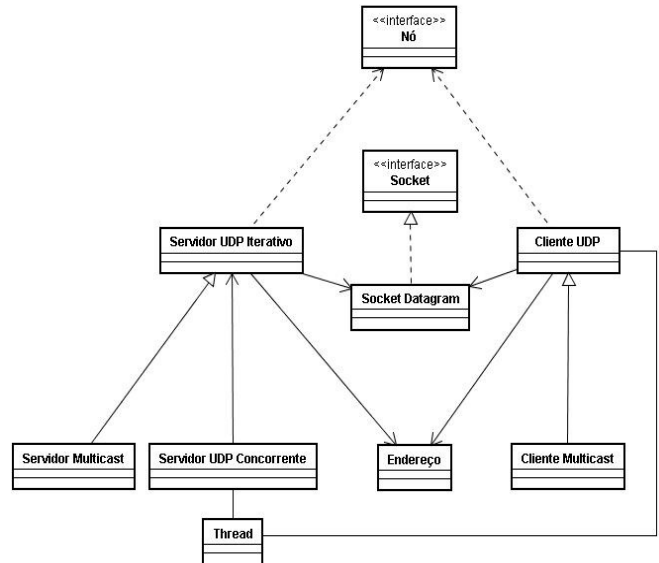 <<interface>>
Nó
<<interface>>
Socket
Servidor UDP Iterativo
Cliente UDP
Socket Datagram
Servidor Multicast
Servidor UDP Concorrente
Endereço
Cliente Multicast
Thread